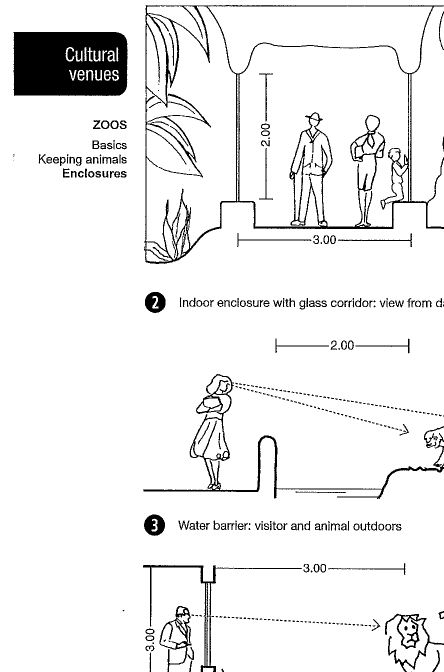 Cultural
venues
ZOOS
Basics
Keeping animals
Enclosures
2.00
3.00
2 Indoor enclosure with glass corridor: view from
2.00
3 Water barrier: visitor and animal outdoors
3.00
3.00